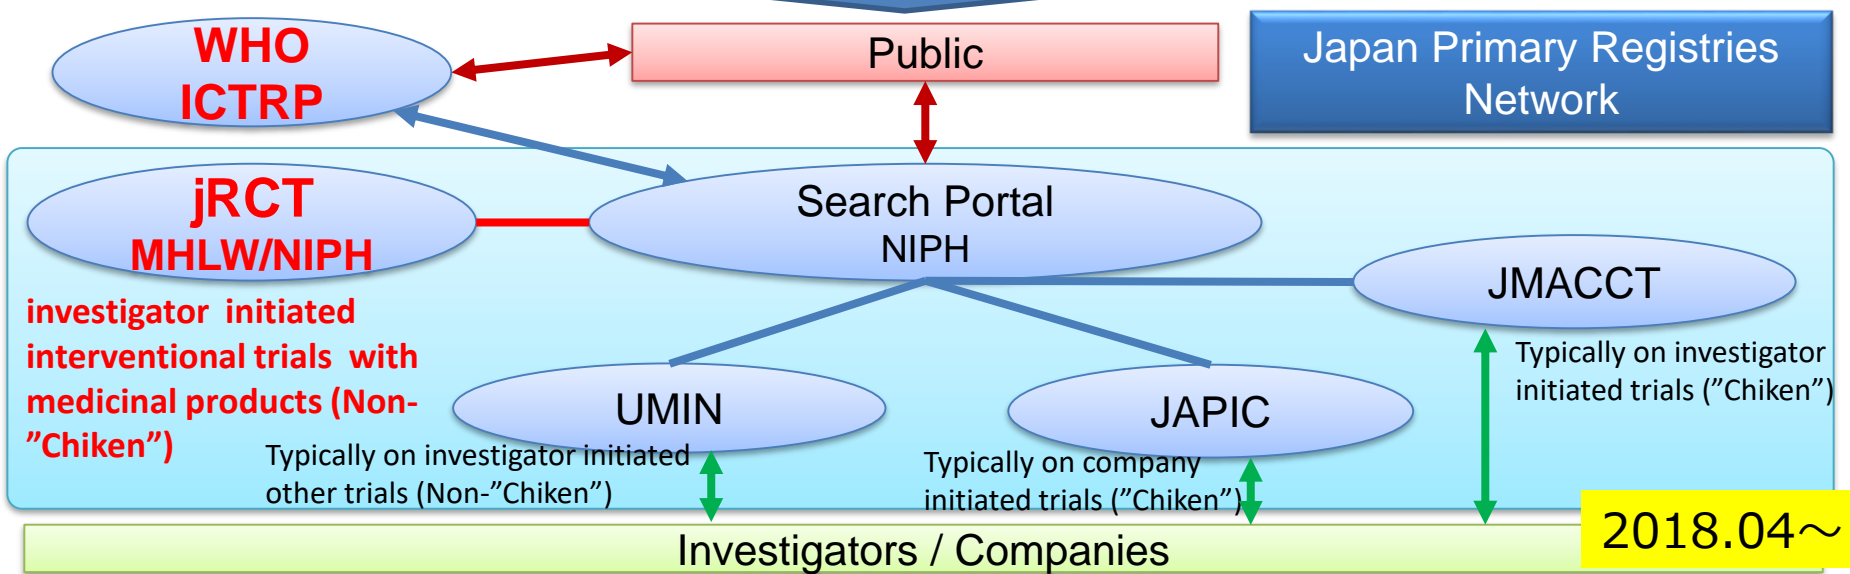 WHO
ICTRP
Public
Japan Primary Registries
Network
jRCT
MHLW/NIPH
Search Portal
NIPH
JMACCT
investigator  initiated
interventional trials  with
medicinal products (Non-
”Chiken”)
Typically on investigator
initiated trials (”Chiken”)
UMIN
JAPIC
Typically on investigator initiated
other trials (Non-”Chiken”)
Typically on company
initiated trials (”Chiken”)
2018.04～
Investigators / Companies